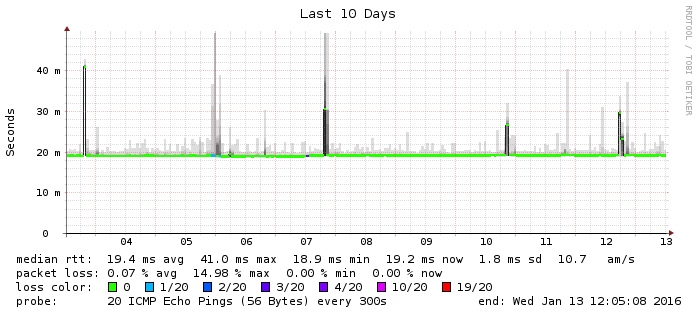 Last 10 Days
RRDTOOL / TOBI OETIKER
Seconds
40 m
30 m
20 m
10 m
0
04 05 06 07 08 09 10 11 12 13
median rtt: 19.4 ms avg 41.0 ms max 18.9 ms min 19.2 ms now 1.8 ms sd 10.7 am/s
packet loss: 0.07 % avg 14.98 % max 0.00 % min 0.00 % now
loss color: 0 1/20 2/20 3/20 4/20 10/20 19/20
probe: 20 ICMP Echo Pings (56 Bytes) every 300s end: Wed Jan 13 12:05:08 2016